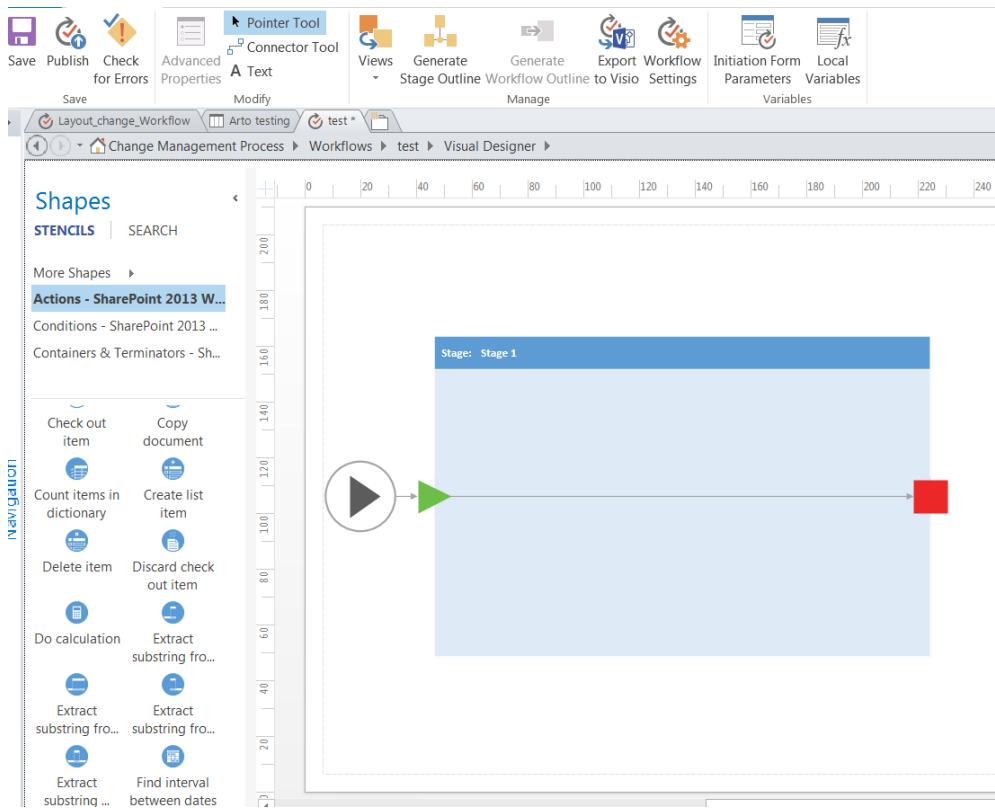 Pointer Tool
Connector Tool
A Text
Save Publish Check for Errors
Advanced Properties
Views
Generate Stage Outline
Generate Workflow Outline
Export to Visio
Workflow Settings
Initiation Form Parameters
Local Variables
Save
Modify
Manage
Variables
Layout_change_Workflow
Arto testing
test *
Change Management Process
Workflows
test
Visual Designer
Navigation
Shapes
STENCILS
SEARCH
More Shapes
Actions - SharePoint 2013 W...
Conditions - SharePoint 2013 ...
Containers & Terminators - Sh...
Check out
item
Copy
document
Count items in
dictionary
Create list
item
Delete item
Discard check
out item
Do calculation
Extract
substring fro...
Extract
substring fro...
Extract
substring fro...
Extract
substring ...
Find interval
between dates
0 20 40 60 80 100 120 140 160 180 200 220 240
200
180
160
140
120
100
80
60
40
20
0
Stage: Stage 1